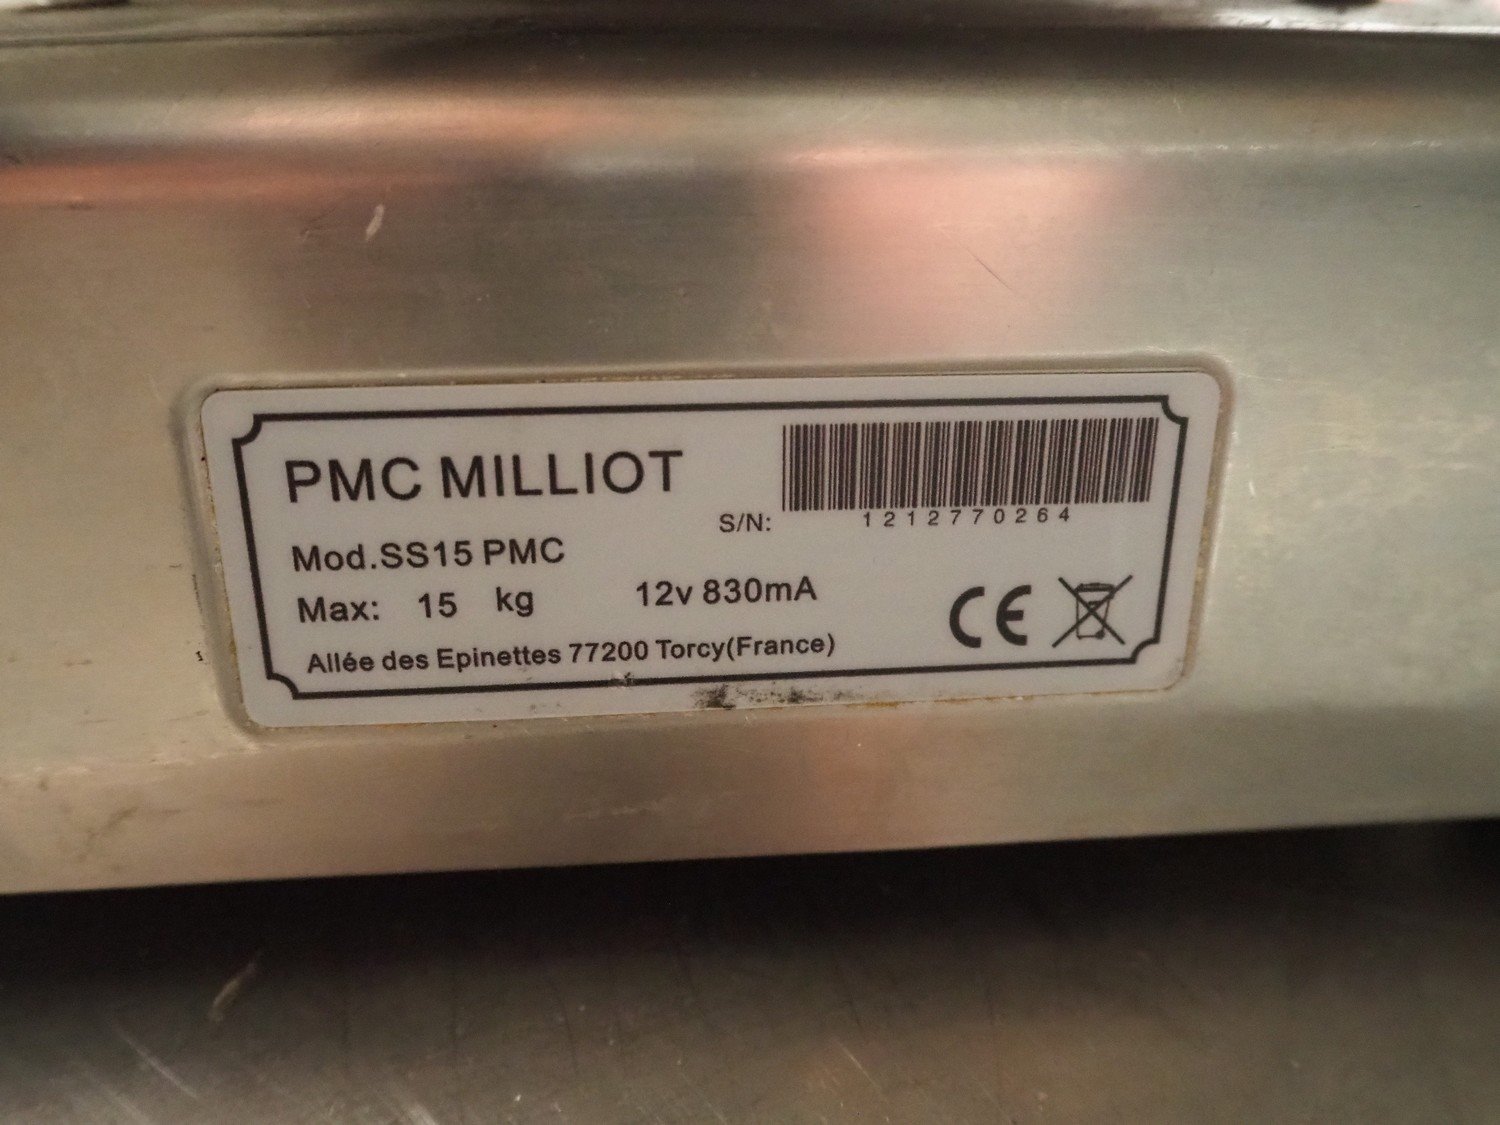 PMC MILLIOT
S/N: 1212770264
Mod.SS15 PMC
Max: 15 kg 12v 830mA
CE
Allée des Epinettes 77200 Torcy(France)